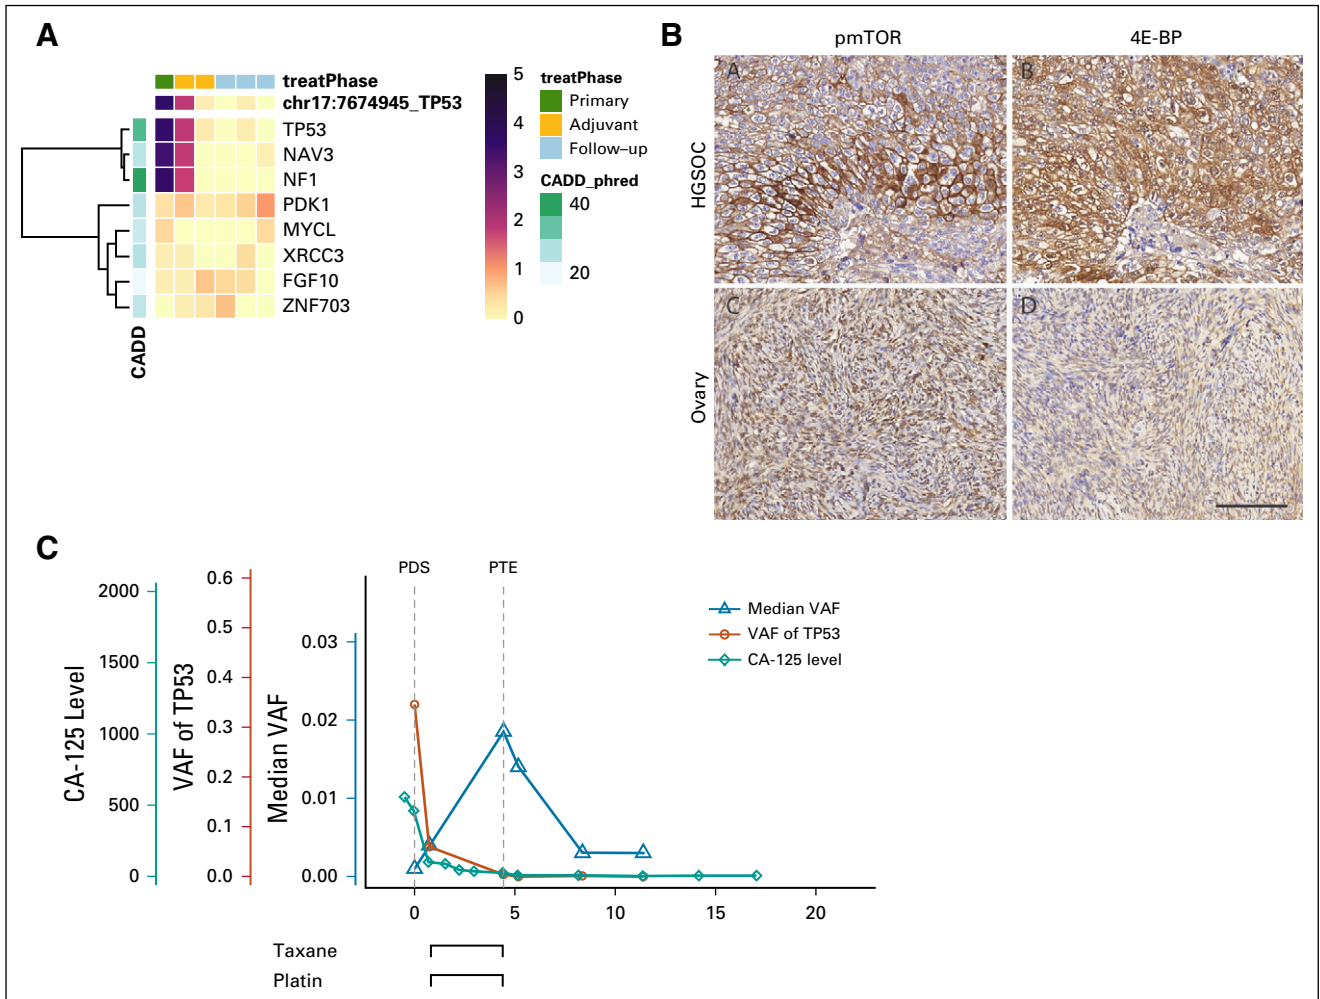 A
treatPhase
chr17:7674945_TP53
TP53
NAV3
NF1
PDK1
MYCL
XRCC3
FGF10
ZNF703
CADD
5
4
3
2
1
0
treatPhase
Primary
Adjuvant
Follow–up
CADD_phred
40
20
B
pmTOR
4E-BP
HGSOC
Ovary
A
B
C
D
C
CA-125 Level
2000
1500
1000
500
0
VAF of TP53
0.6
0.5
0.4
0.3
0.2
0.1
0.0
Median VAF
0.03
0.02
0.01
0.00
PDS
PTE
Median VAF
VAF of TP53
CA-125 level
0
5
10
15
20
Taxane
Platin